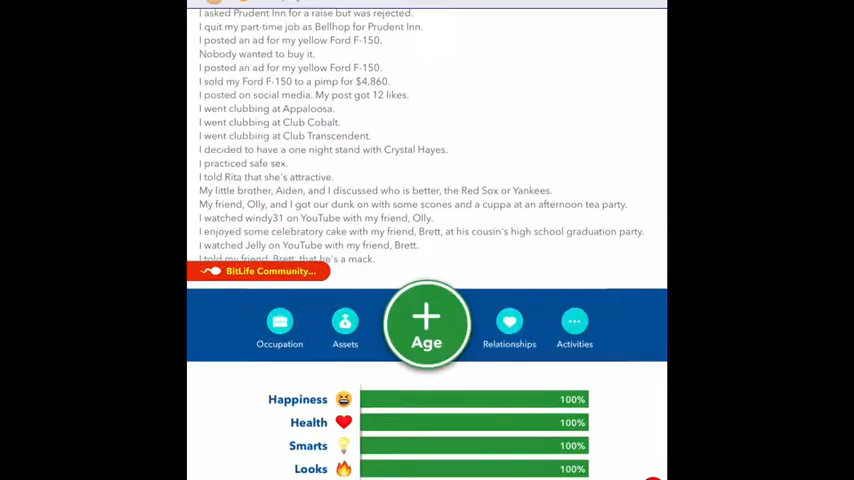 I asked Prudent Inn for a raise but was rejected.
I quit my part-time job as Bellhop for Prudent Inn.
I posted an ad for my yellow Ford F-150.
Nobody wanted to buy it.
I posted an ad for my yellow Ford F-150.
I sold my Ford F-150 to a pimp for $4,860.
I posted on social media. My post got 12 likes.
I went clubbing at Appaloosa.
I went clubbing at Club Cobalt.
I went clubbing at Club Transcendent.
I decided to have a one night stand with Crystal Hayes.
I practiced safe sex.
I told Rita that she's attractive.
My little brother, Aiden, and I discussed who is better, the Red Sox or Yankees.
My friend, Olly, and I got our dunk on with some scones and a cuppa at an afternoon tea party.
I watched windy31 on YouTube with my friend, Olly.
I enjoyed some celebratory cake with my friend, Brett, at his cousin's high school graduation party.
I watched Jelly on YouTube with my friend, Brett.
I told my friend, Brett, that he's a mack.
BitLife Community...
Occupation
Assets
Age
Relationships
Activities
Happiness 100%
Health 100%
Smarts 100%
Looks 100%